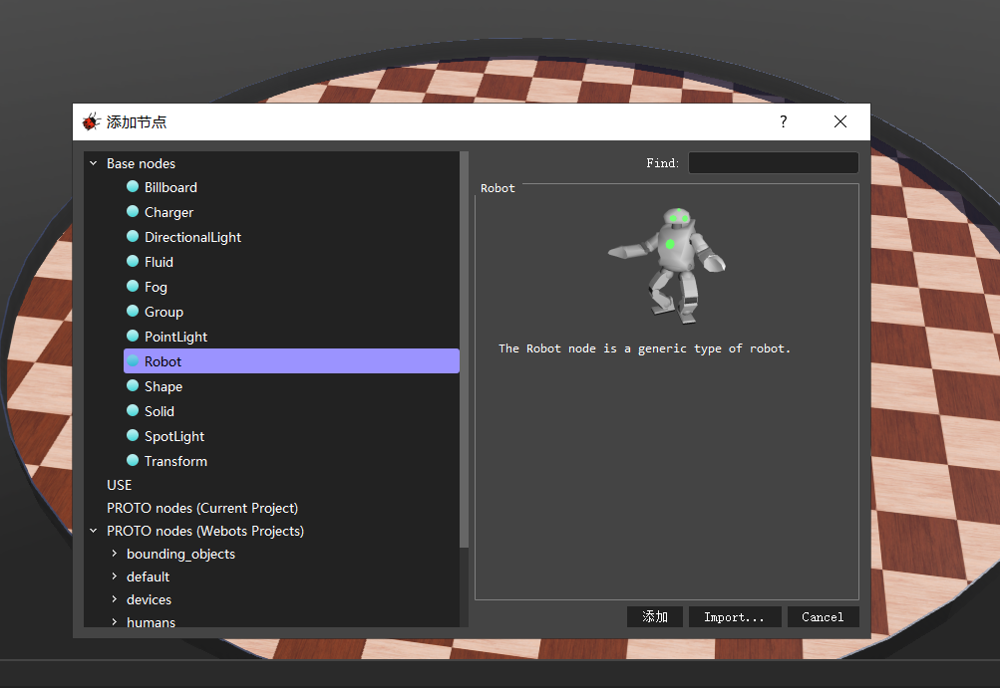 添加节点
?
Base nodes
Billboard
Charger
DirectionalLight
Fluid
Fog
Group
PointLight
Robot
Shape
Solid
SpotLight
Transform
USE
PROTO nodes (Current Project)
PROTO nodes (Webots Projects)
bounding_objects
default
devices
humans
Find:
Robot
The Robot node is a generic type of robot.
添加
Import...
Cancel